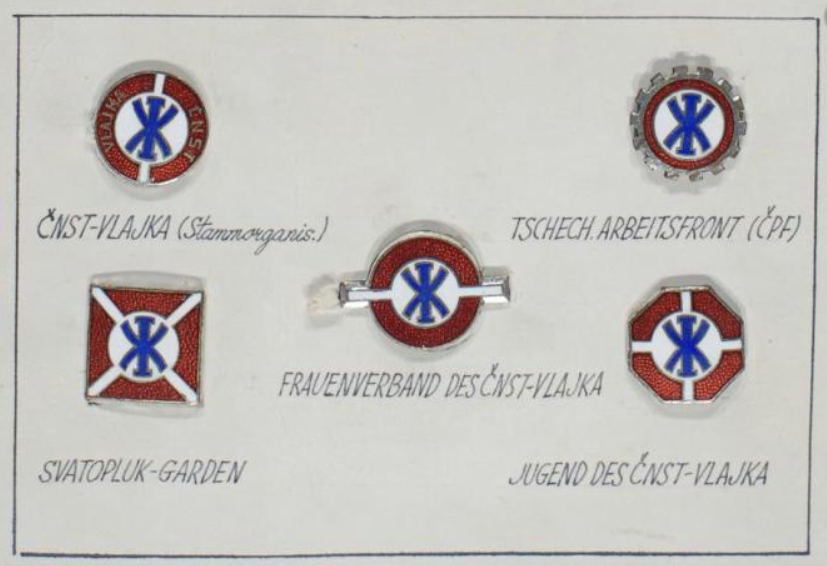 VLAJKA ČNST
ČNST-VLAJKA (Stammorganis.)
TSCHECH. ARBEITSFRONT (ČPF)
FRAUENVERBAND DES ČNST-VLAJKA
SVATOPLUK-GARDEN
JUGEND DES ČNST-VLAJKA